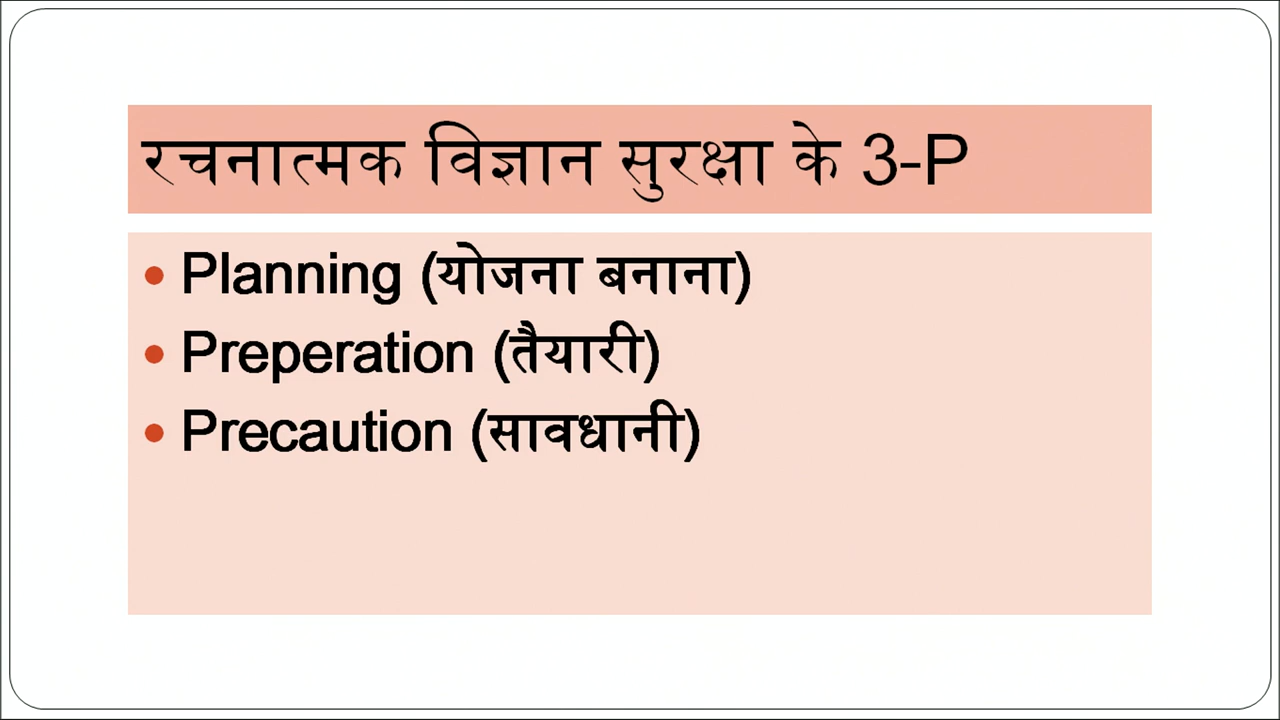 रचनात्मक विज्ञान सुरक्षा के 3-P
• Planning (योजना बनाना)
• Preperation (तैयारी)
• Precaution (सावधानी)